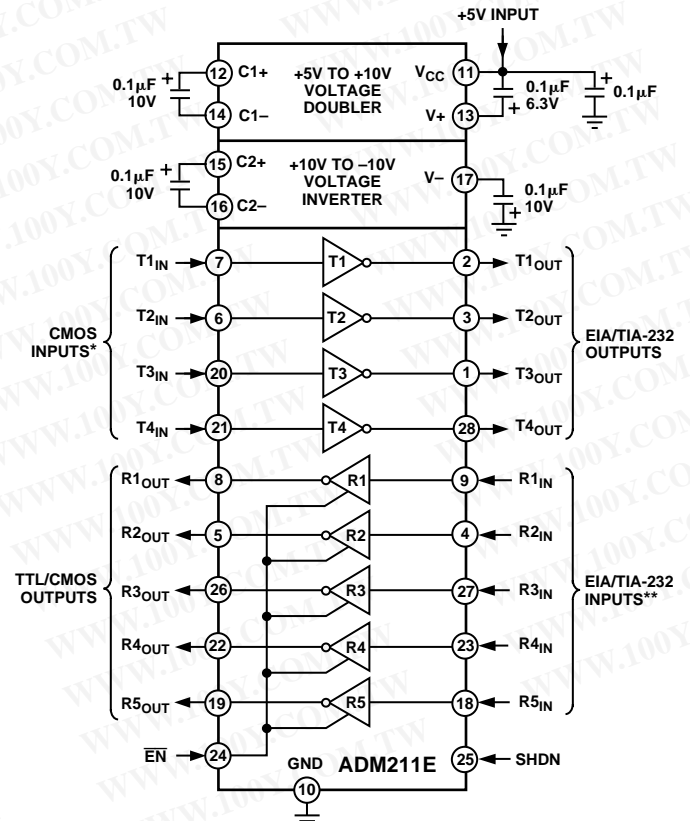 +5V INPUT
0.1µF
10V
12
C1+
14
C1–
+5V TO +10V
VOLTAGE
DOUBLER
VCC
11
V+
13
0.1µF
6.3V
0.1µF
15
C2+
16
C2–
0.1µF
10V
+10V TO –10V
VOLTAGE
INVERTER
V–
17
0.1µF
10V
CMOS
INPUTS*
T1IN
7
T1
2
T1OUT
T2IN
6
T2
3
T2OUT
T3IN
20
T3
1
T3OUT
T4IN
21
T4
28
T4OUT
EIA/TIA-232
OUTPUTS
TTL/CMOS
OUTPUTS
R1OUT
8
R1
9
R1IN
R2OUT
5
R2
4
R2IN
R3OUT
26
R3
27
R3IN
R4OUT
22
R4
23
R4IN
R5OUT
19
R5
18
R5IN
EIA/TIA-232
INPUTS**
EN
24
GND
ADM211E
25
SHDN
10
WWW.100Y.COM.TW